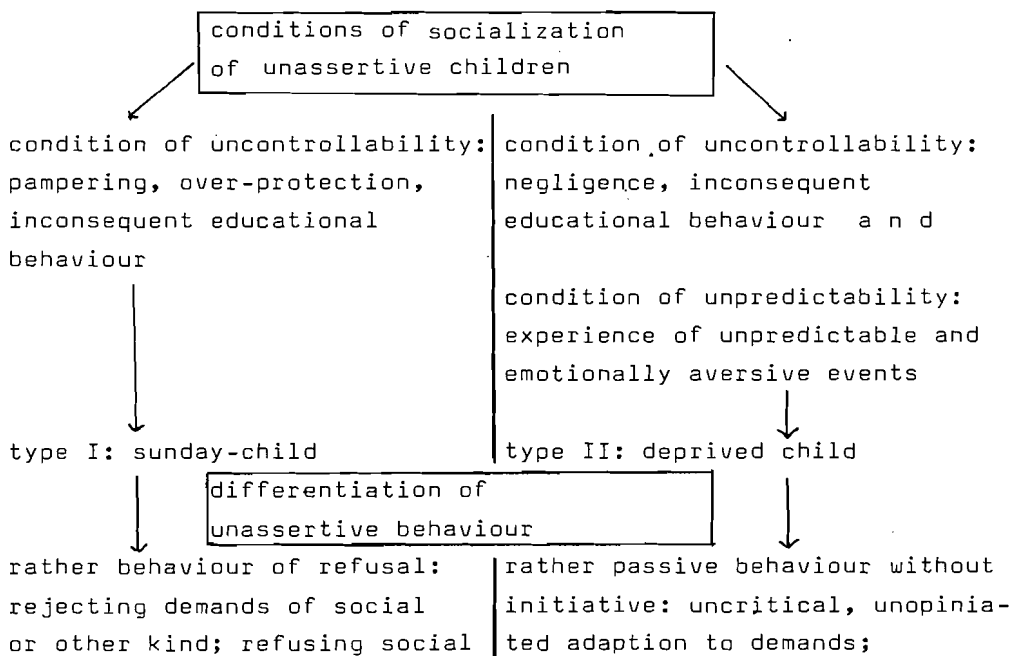 conditions of socialization
of unassertive children
condition of uncontrollability:
pampering, over-protection,
inconsequent educational
behaviour
condition of uncontrollability:
negligence, inconsequent
educational behaviour a n d
condition of unpredictability:
experience of unpredictable and
emotionally aversive events
type I: sunday-child
type II: deprived child
differentiation of
unassertive behaviour
rather behaviour of refusal:
rejecting demands of social
or other kind; refusing social
rather passive behaviour without
initiative: uncritical, unopinia-
ted adaption to demands;